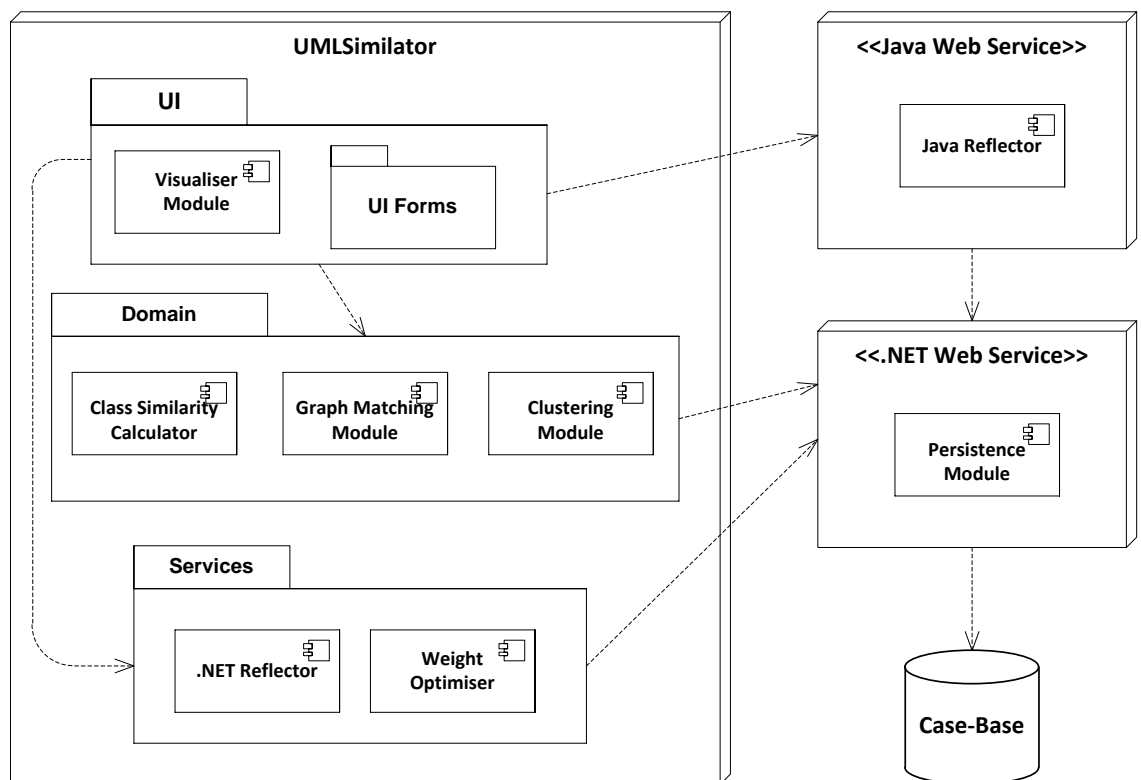 UMLSimilator
<<Java Web Service>>
UI
Java Reflector
Visualiser
Module
UI Forms
Domain
<<.NET Web Service>>
Class Similarity
Calculator
Graph Matching
Module
Clustering
Module
Persistence
Module
Services
.NET Reflector
Weight
Optimiser
Case-Base